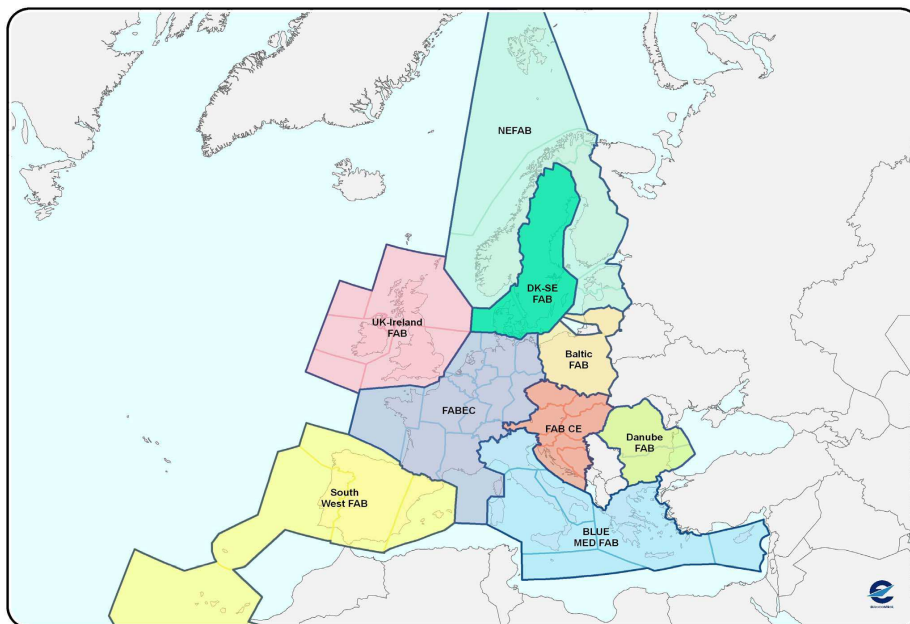 NEFAB
DK-SE
FAB
UK-Ireland
FAB
Baltic
FAB
FABEC
FAB CE
Danube
FAB
South
West FAB
BLUE
MED FAB